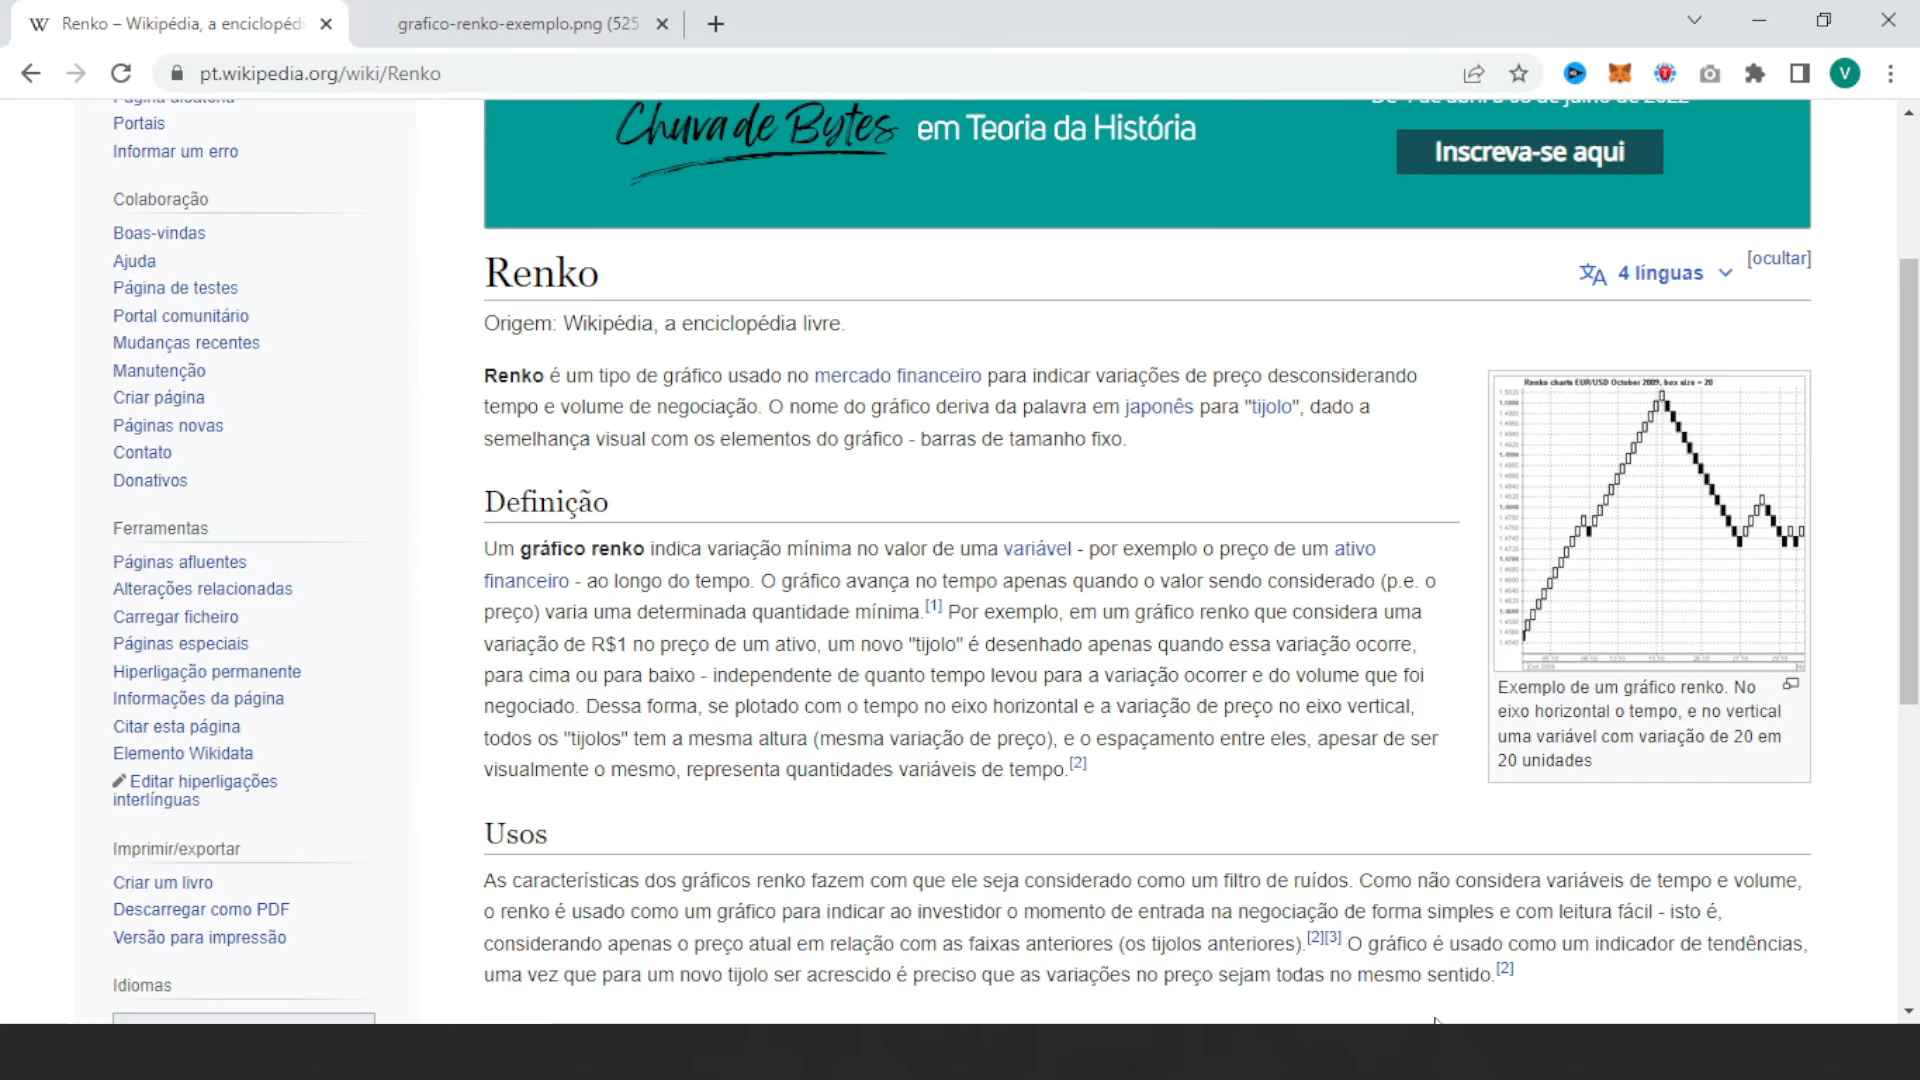 Renko – Wikipédia, a enciclopédi
grafico-renko-exemplo.png (525
pt.wikipedia.org/wiki/Renko
V
Página aleatória
Portais
Informar um erro
Colaboração
Boas-vindas
Ajuda
Página de testes
Portal comunitário
Mudanças recentes
Manutenção
Criar página
Páginas novas
Contato
Donativos
Ferramentas
Páginas afluentes
Alterações relacionadas
Carregar ficheiro
Páginas especiais
Hiperligação permanente
Informações da página
Citar esta página
Elemento Wikidata
Editar hiperligações
interlínguas
Imprimir/exportar
Criar um livro
Descarregar como PDF
Versão para impressão
Idiomas
Chuva de Bytes em Teoria da História
Inscreva-se aqui
[ocultar]
Renko
4 línguas
Origem: Wikipédia, a enciclopédia livre.
Renko é um tipo de gráfico usado no mercado financeiro para indicar variações de preço desconsiderando
tempo e volume de negociação. O nome do gráfico deriva da palavra em japonês para "tijolo", dado a
semelhança visual com os elementos do gráfico - barras de tamanho fixo.
Definição
Um gráfico renko indica variação mínima no valor de uma variável - por exemplo o preço de um ativo
financeiro - ao longo do tempo. O gráfico avança no tempo apenas quando o valor sendo considerado (p.e. o
preço) varia uma determinada quantidade mínima.[1] Por exemplo, em um gráfico renko que considera uma
variação de R$1 no preço de um ativo, um novo "tijolo" é desenhado apenas quando essa variação ocorre,
para cima ou para baixo - independente de quanto tempo levou para a variação ocorrer e do volume que foi
negociado. Dessa forma, se plotado com o tempo no eixo horizontal e a variação de preço no eixo vertical,
todos os "tijolos" tem a mesma altura (mesma variação de preço), e o espaçamento entre eles, apesar de ser
visualmente o mesmo, representa quantidades variáveis de tempo.[2]
Renko charts EUR/USD October 2009, box size = 20
Exemplo de um gráfico renko. No
eixo horizontal o tempo, e no vertical
uma variável com variação de 20 em
20 unidades
Usos
As características dos gráficos renko fazem com que ele seja considerado como um filtro de ruídos. Como não considera variáveis de tempo e volume,
o renko é usado como um gráfico para indicar ao investidor o momento de entrada na negociação de forma simples e com leitura fácil - isto é,
considerando apenas o preço atual em relação com as faixas anteriores (os tijolos anteriores).[2][3] O gráfico é usado como um indicador de tendências,
uma vez que para um novo tijolo ser acrescido é preciso que as variações no preço sejam todas no mesmo sentido.[2]